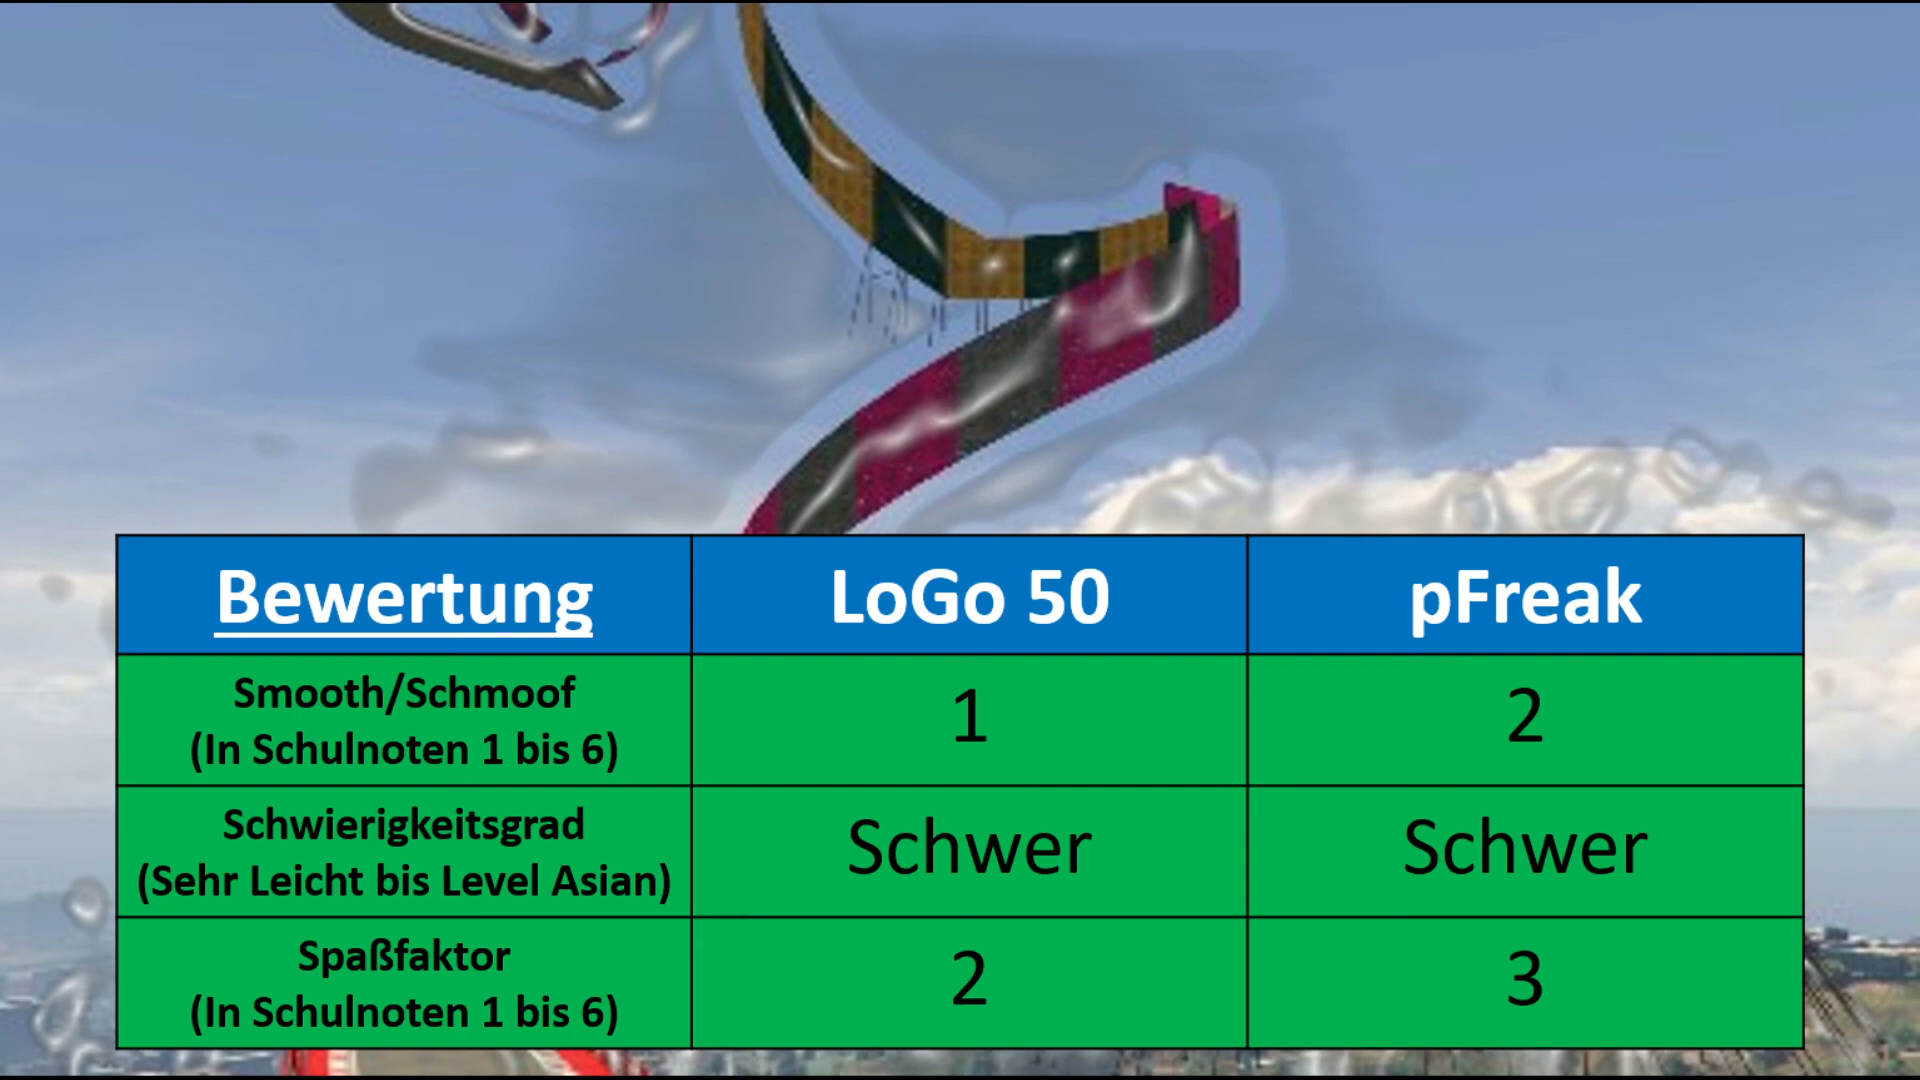 Bewertung LoGo 50 pFreak
Smooth/Schmoof
(In Schulnoten 1 bis 6) 1 2
Schwierigkeitsgrad
(Sehr Leicht bis Level Asian) Schwer Schwer
Spaßfaktor
(In Schulnoten 1 bis 6) 2 3